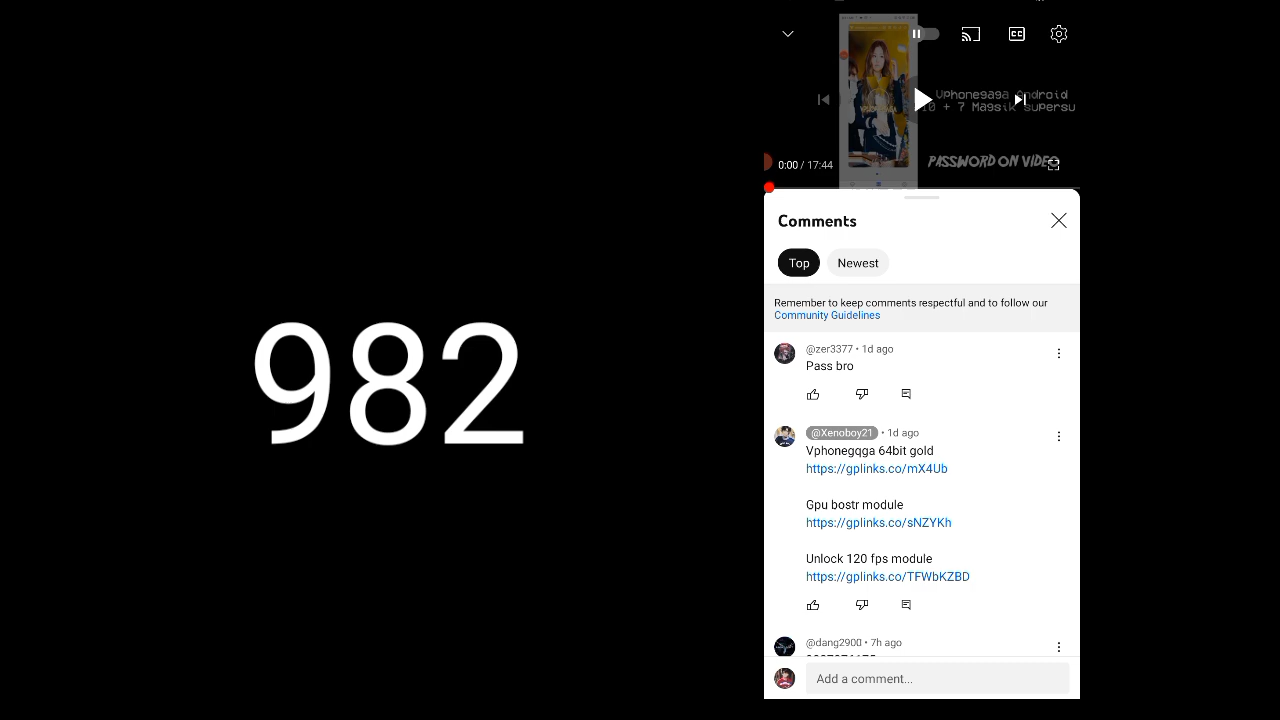 982
Vphonegaga Android
10 + 7 Magsik supersu
PASSWORD ON VIDEO
0:00 / 17:44
Comments
Top
Newest
Remember to keep comments respectful and to follow our
Community Guidelines
@zer3377 • 1d ago
Pass bro
@Xenoboy21 • 1d ago
Vphonegqga 64bit gold
https://gplinks.co/mX4Ub
Gpu bostr module
https://gplinks.co/sNZYKh
Unlock 120 fps module
https://gplinks.co/TFWbKZBD
@dang2900 • 7h ago
Add a comment...